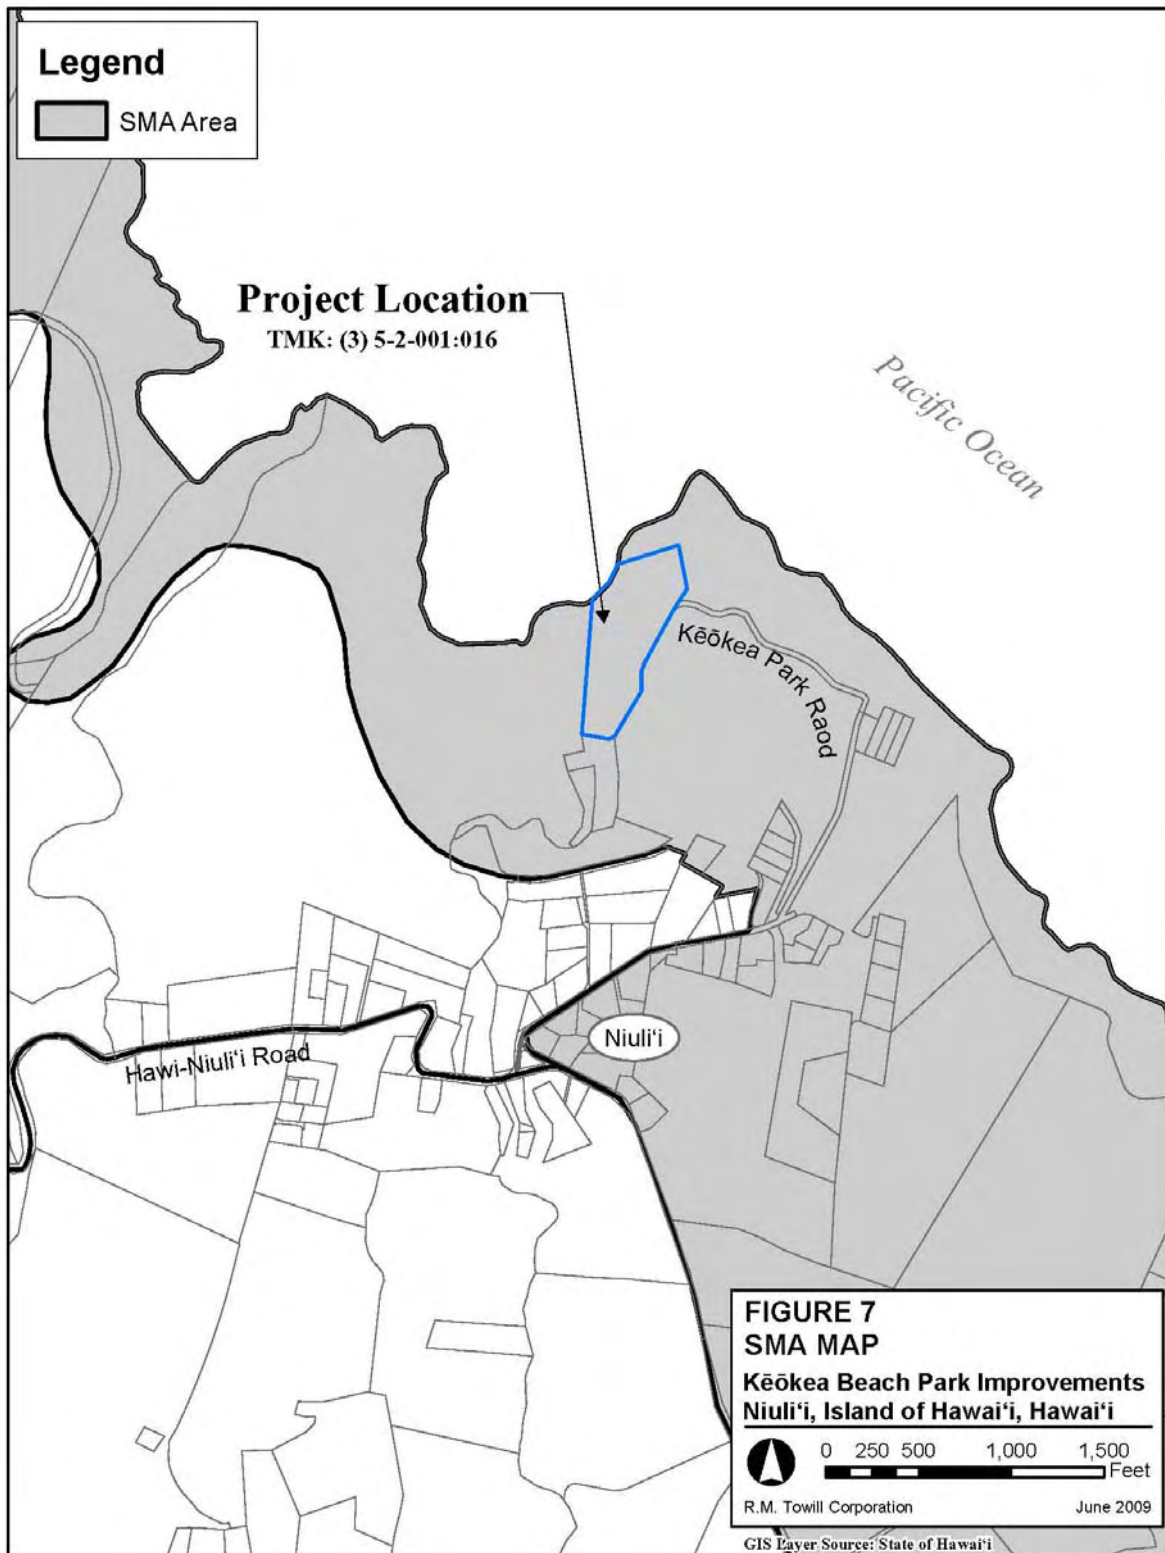 Legend
SMA Area
Project Location
TMK: (3) 5-2-001:016
Pacific Ocean
Kēōkea Park Raod
Niuli‘i
Hawi-Niuli‘i Road
FIGURE 7
SMA MAP
Kēōkea Beach Park Improvements
Niuli‘i, Island of Hawai‘i, Hawai‘i
0 250 500 1,000 1,500
Feet
R.M. Towill Corporation June 2009
GIS Layer Source: State of Hawai‘i